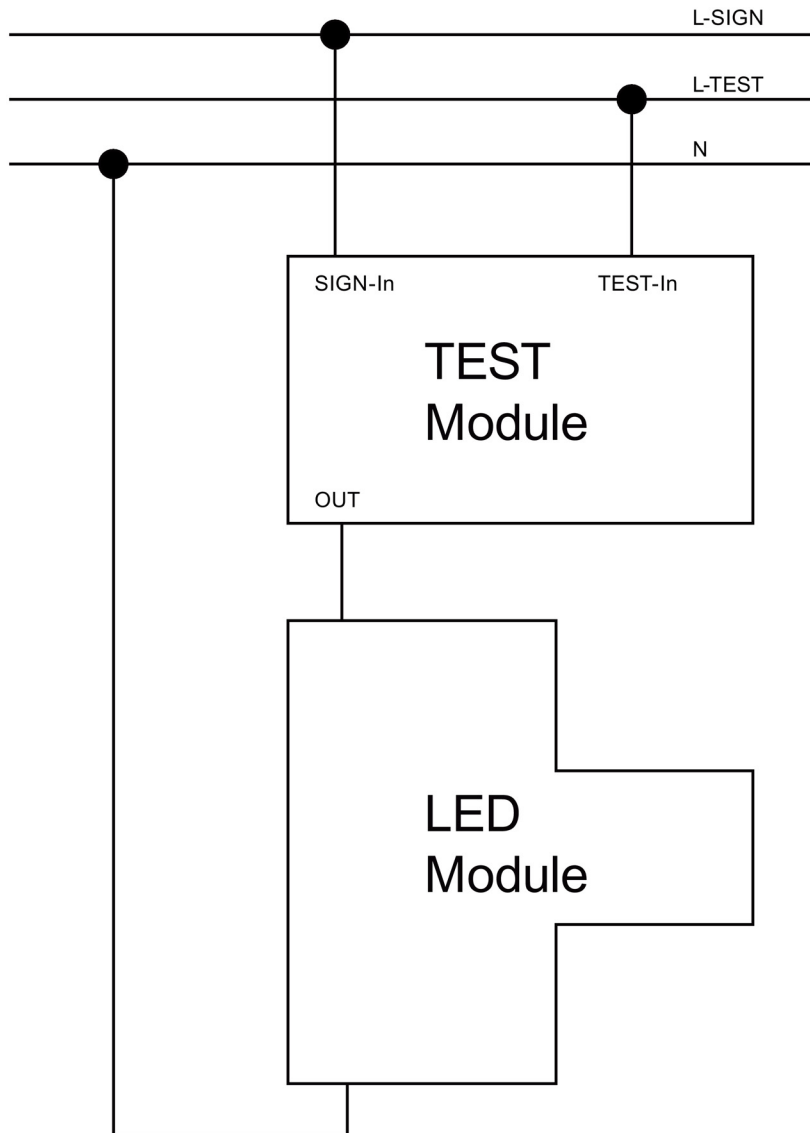 L-SIGN
L-TEST
N
SIGN-In
TEST-In
TEST
Module
OUT
LED
Module